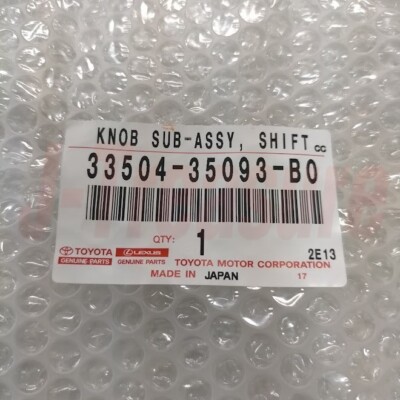 KNOB SUB-ASSY, SHIFT CG
33504-35093-B0
QTY: 1
2E13
TOYOTA LEXUS TOYOTA MOTOR CORPORATION
GENUINE PARTS GENUINE PARTS
MADE IN JAPAN 17